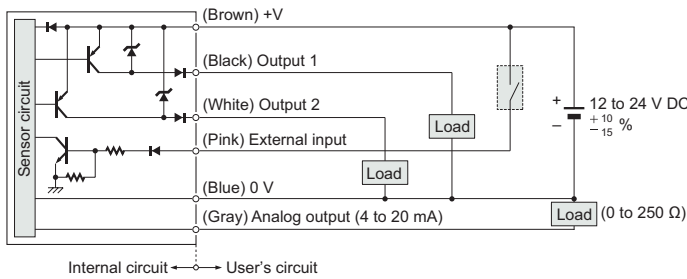 (Brown) +V
(Black) Output 1
(White) Output 2
(Pink) External input
(Blue) 0 V
(Gray) Analog output (4 to 20 mA)
Sensor circuit
Load
Load
+
–
12 to 24 V DC
+ 10
– 15 %
Load (0 to 250 Ω)
Internal circuit User's circuit